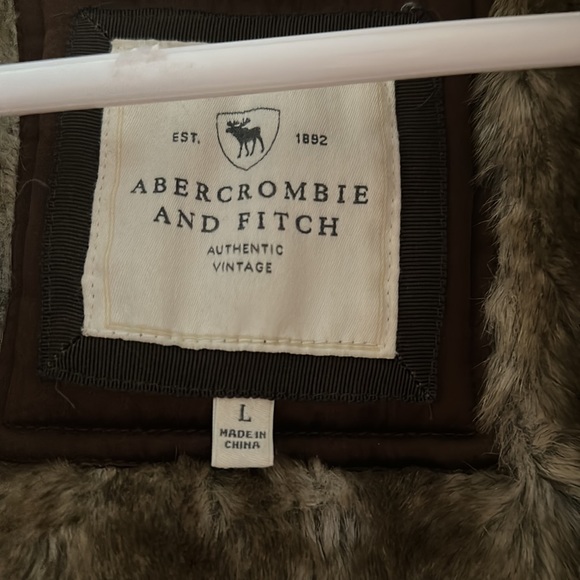 EST. 1892
ABERCROMBIE
AND FITCH
AUTHENTIC
VINTAGE
L
MADE IN
CHINA